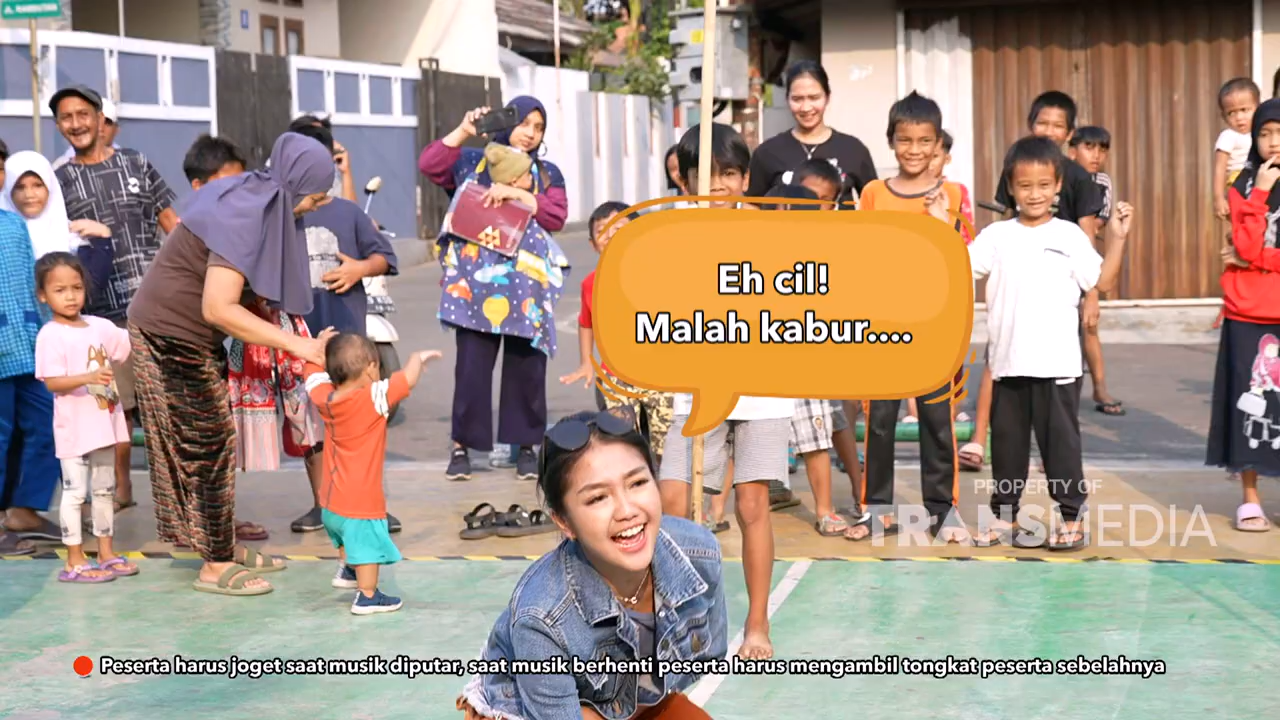 Eh cil!
Malah kabur....
PROPERTY OF
TRANSMEDIA
Peserta harus joget saat musik diputar, saat musik berhenti peserta harus mengambil tongkat peserta sebelahnya